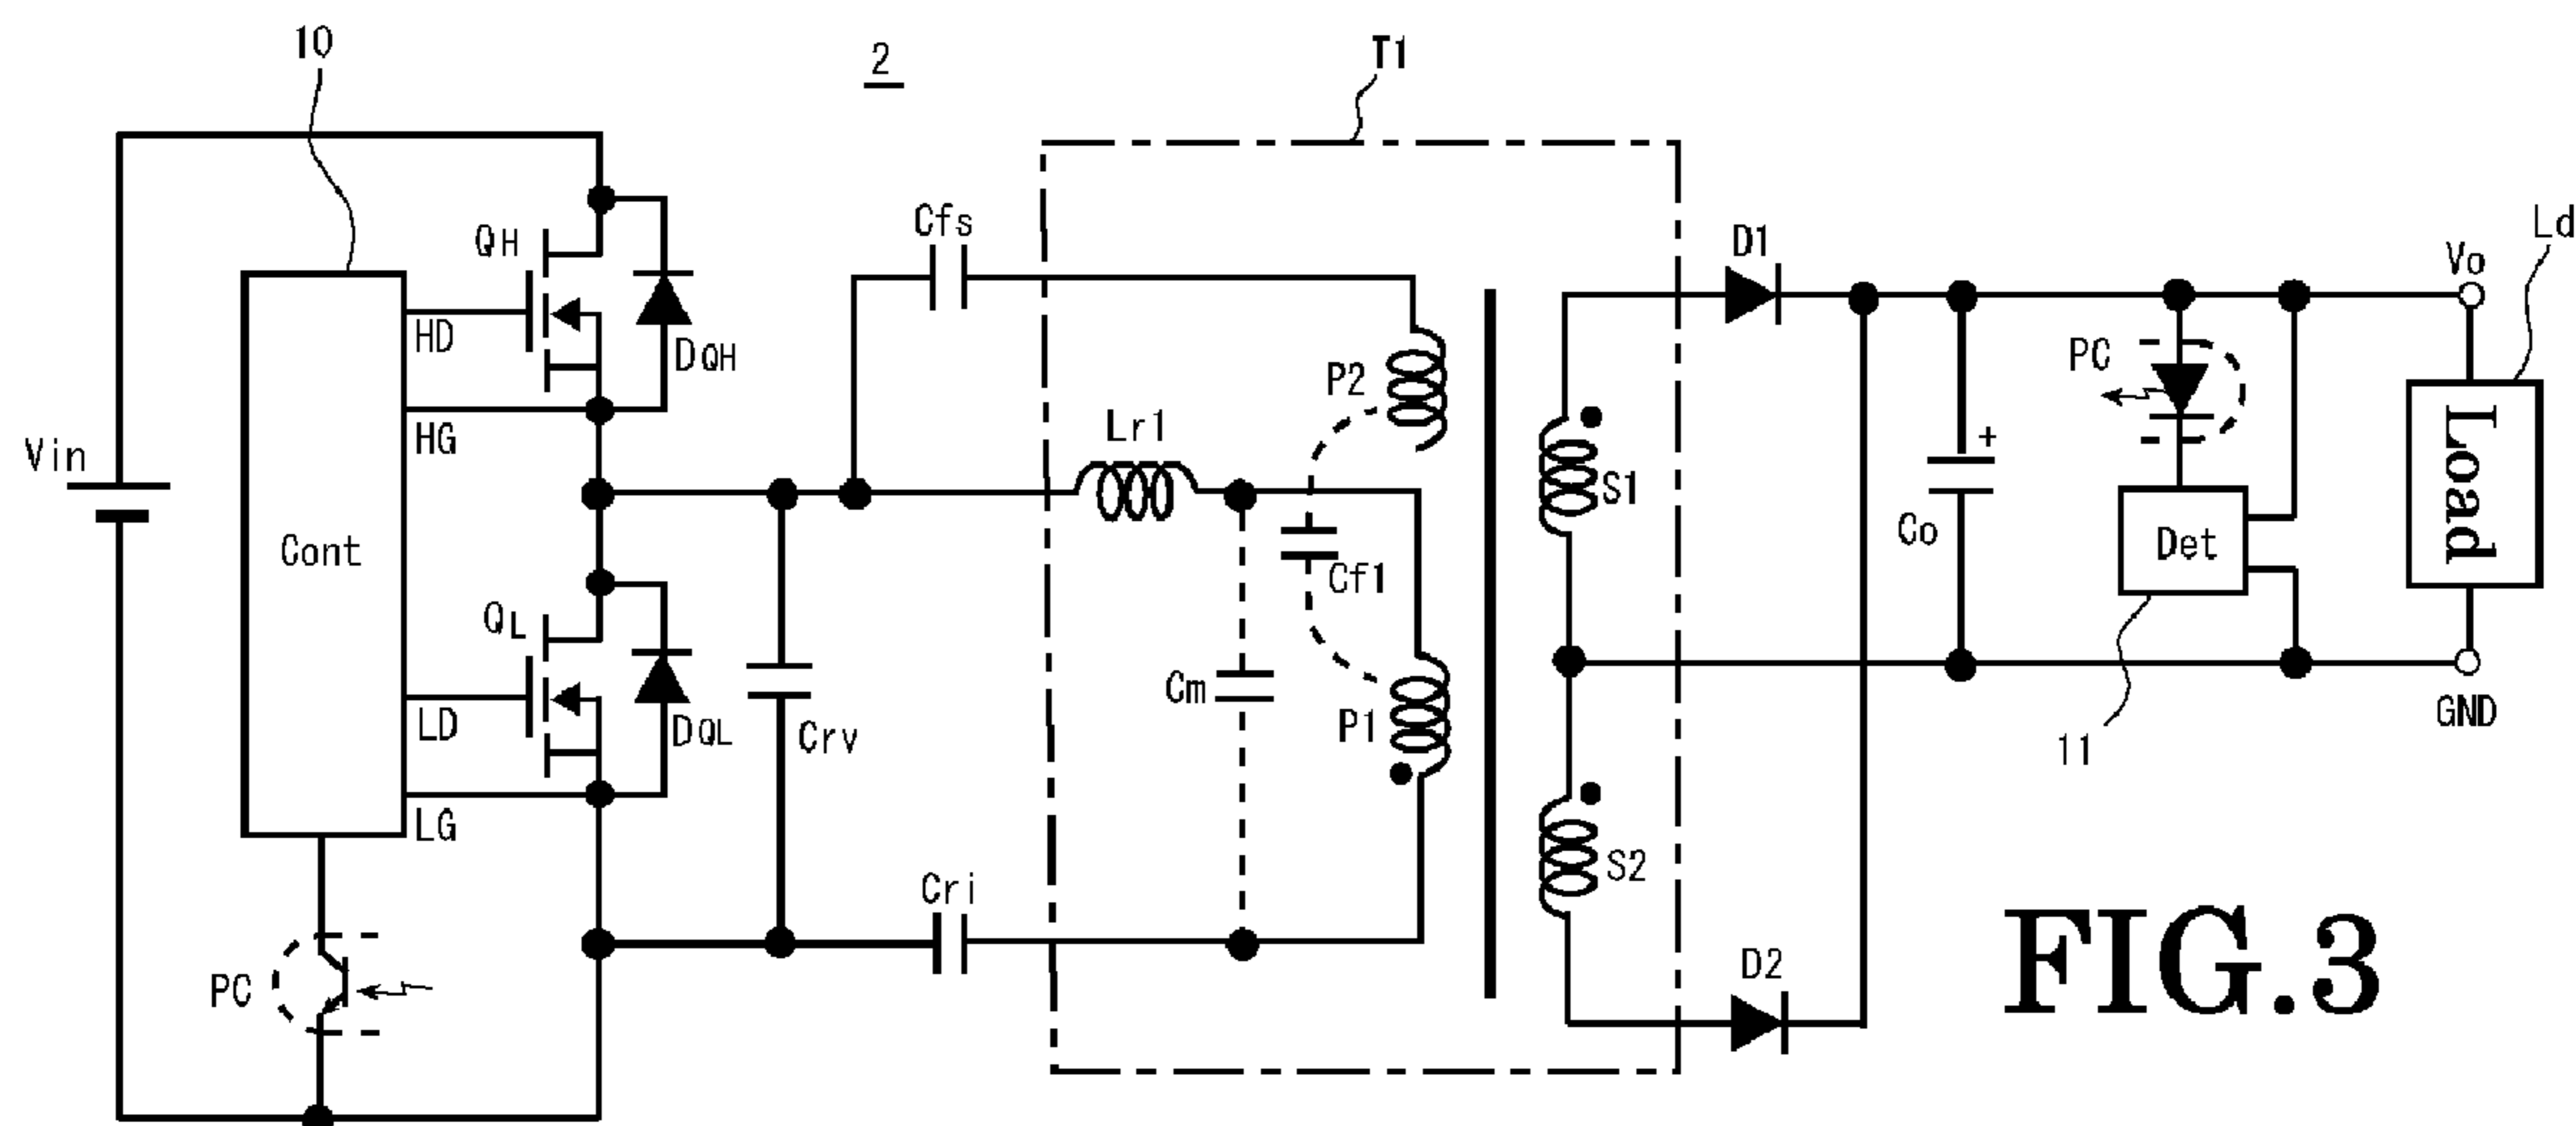 10
2
T1
Cfs
D1
Vo
Ld
QH
HD
DQH
HG
P2
Lr1
PC
Load
Vin
S1
Co
+
Cont
Det
Cf1
QL
LD
DQL
Crv
Cm
P1
GND
11
LG
Cri
S2
PC
D2
FIG.3